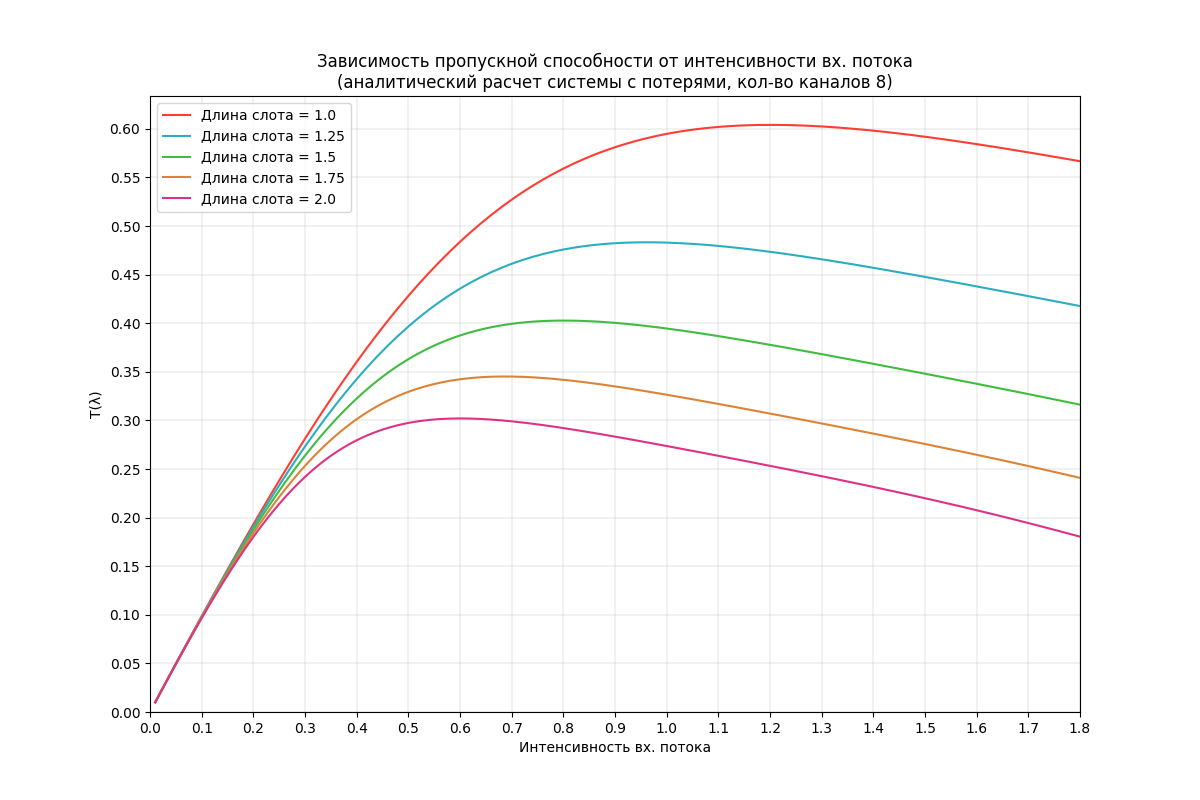 Зависимость пропускной способности от интенсивности вх. потока
(аналитический расчет системы с потерями, кол-во каналов 8)
Длина слота = 1.0
Длина слота = 1.25
Длина слота = 1.5
Длина слота = 1.75
Длина слота = 2.0
T(λ)
0.60
0.55
0.50
0.45
0.40
0.35
0.30
0.25
0.20
0.15
0.10
0.05
0.00
0.0 0.1 0.2 0.3 0.4 0.5 0.6 0.7 0.8 0.9 1.0 1.1 1.2 1.3 1.4 1.5 1.6 1.7 1.8
Интенсивность вх. потока